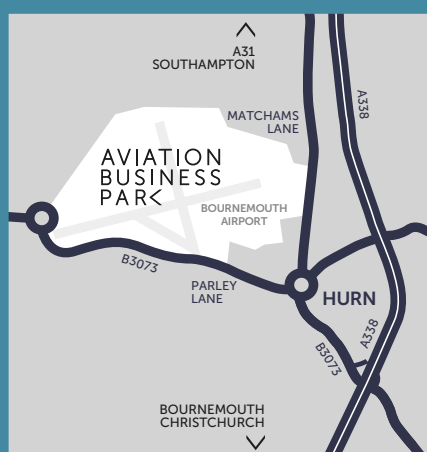 A31
SOUTHAMPTON
A338
MATCHAMS
LANE
AVIATION
BUSINESS
PARK
BOURNEMOUTH
AIRPORT
B3073
PARLEY
LANE
HURN
A338
B3073
BOURNEMOUTH
CHRISTCHURCH